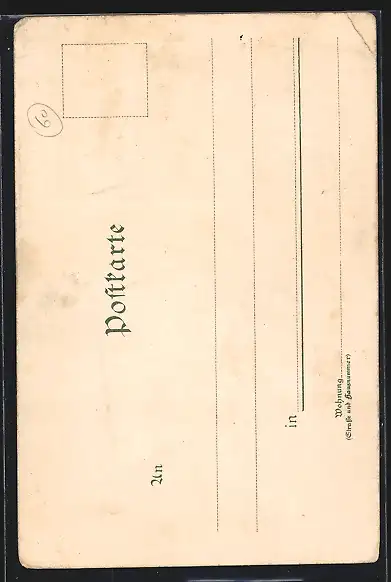 60
Postkarte
An
in
Wohnung
(Straße und Hausnummer)